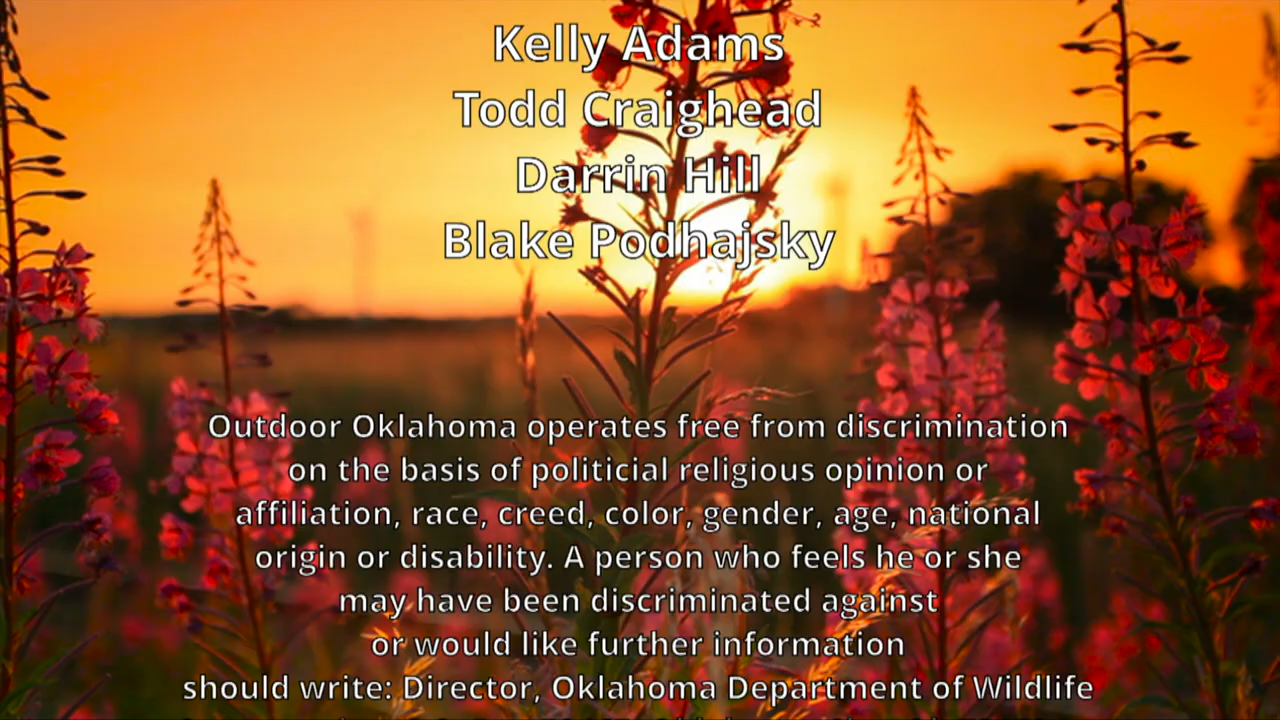 Kelly Adams
Todd Craighead
Darrin Hill
Blake Podhajsky
Outdoor Oklahoma operates free from discrimination
on the basis of politicial religious opinion or
affiliation, race, creed, color, gender, age, national
origin or disability. A person who feels he or she
may have been discriminated against
or would like further information
should write: Director, Oklahoma Department of Wildlife